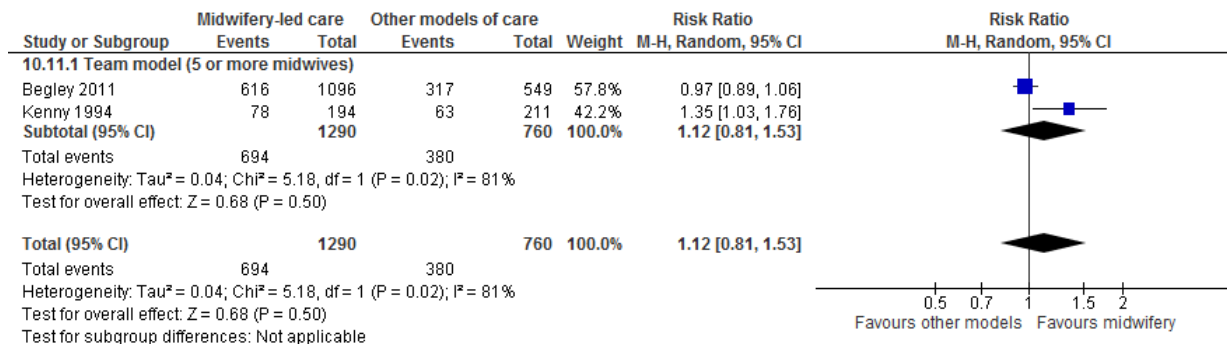 Midwifery-led care Other models of care Risk Ratio Risk Ratio
Study or Subgroup Events Total Events Total Weight M-H, Random, 95% CI M-H, Random, 95% CI
10.11.1 Team model (5 or more midwives)
Begley 2011 616 1096 317 549 57.8% 0.97 [0.89, 1.06]
Kenny 1994 78 194 63 211 42.2% 1.35 [1.03, 1.76]
Subtotal (95% CI) 1290 760 100.0% 1.12 [0.81, 1.53]
Total events 694 380
Heterogeneity: Tau² = 0.04; Chi² = 5.18, df = 1 (P = 0.02); I² = 81%
Test for overall effect: Z = 0.68 (P = 0.50)
Total (95% CI) 1290 760 100.0% 1.12 [0.81, 1.53]
Total events 694 380
Heterogeneity: Tau² = 0.04; Chi² = 5.18, df = 1 (P = 0.02); I² = 81%
Test for overall effect: Z = 0.68 (P = 0.50)
Test for subgroup differences: Not applicable
0.5 0.7 1 1.5 2
Favours other models Favours midwifery